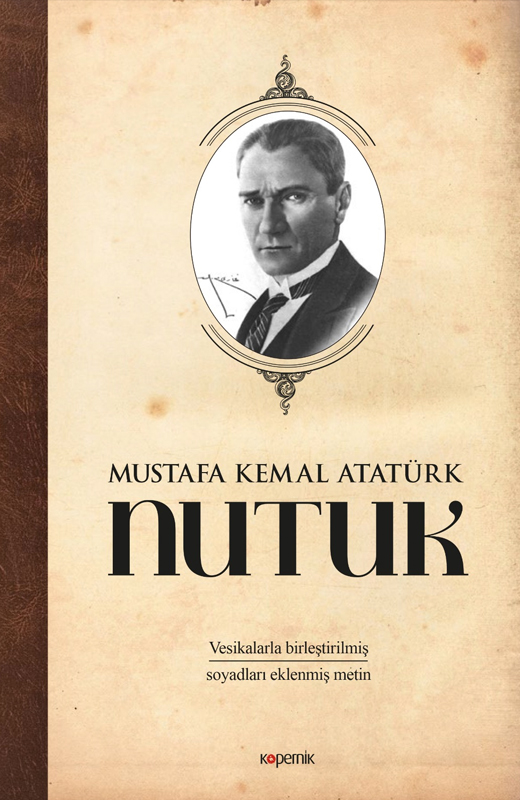 MUSTAFA KEMAL ATATÜRK
NUTUK
Vesikalarla birleştirilmiş
soyadları eklenmiş metin
kopernik